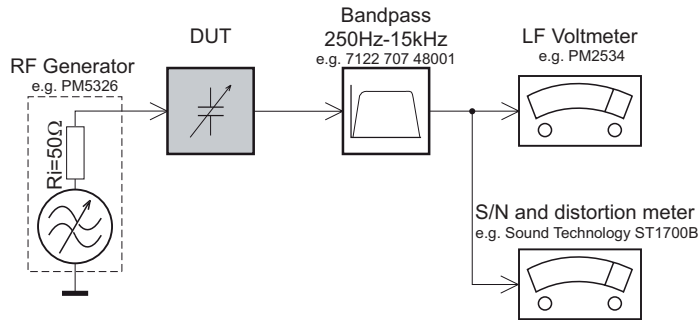 RF Generator
e.g. PM5326
Ri=50Ω
DUT
Bandpass
250Hz-15kHz
e.g. 7122 707 48001
LF Voltmeter
e.g. PM2534
S/N and distortion meter
e.g. Sound Technology ST1700B